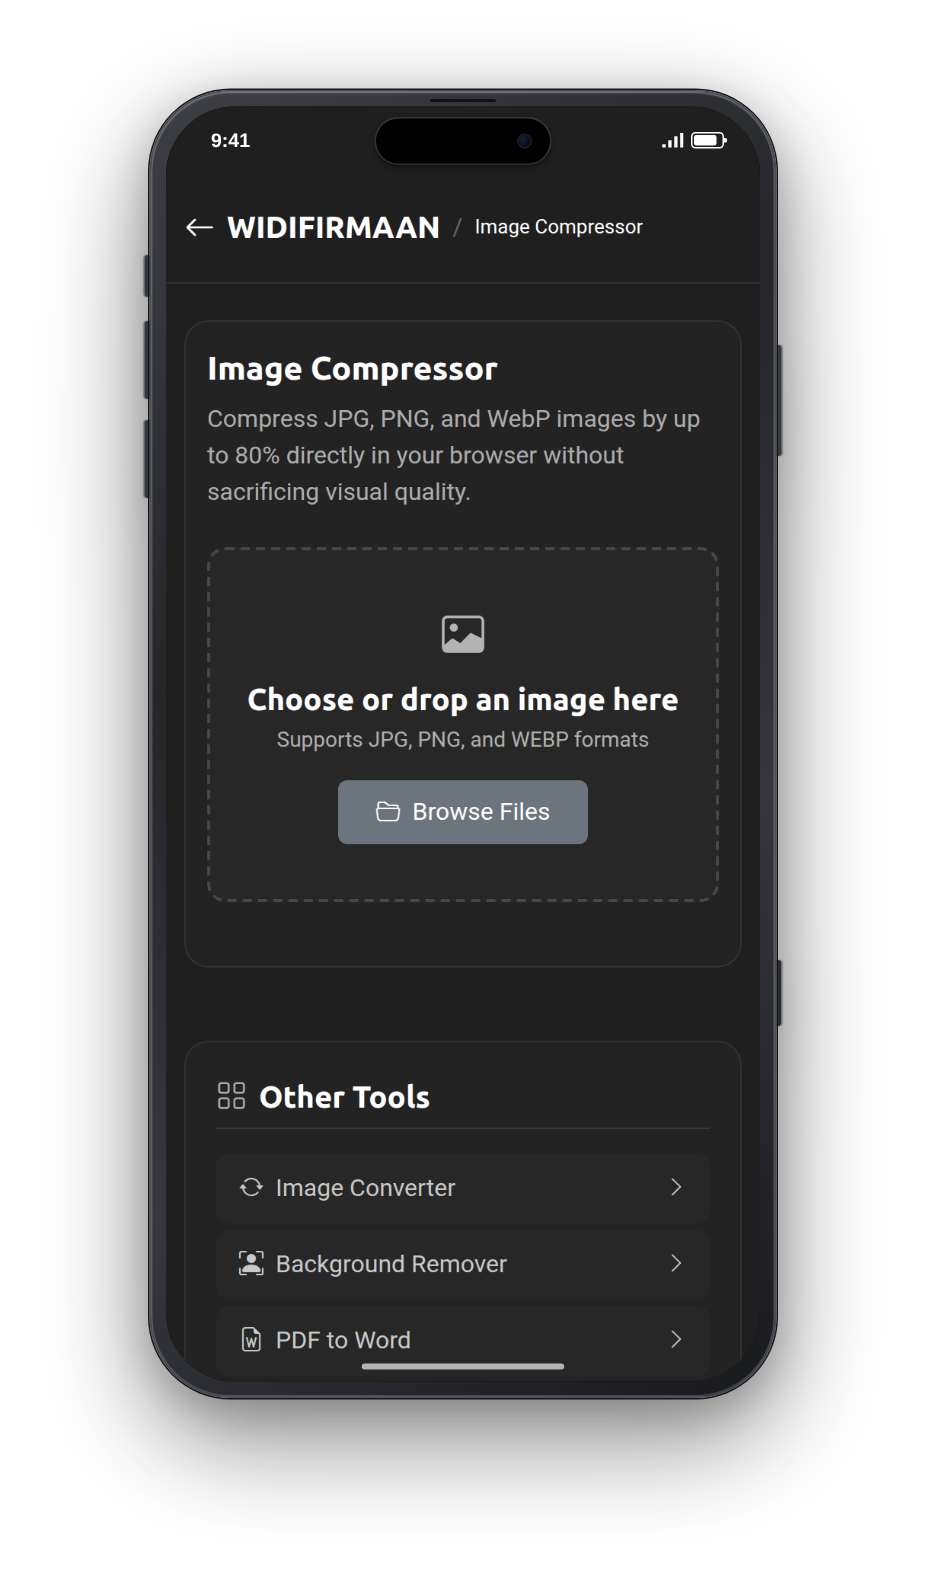 9:41
WIDIFIRMAAN / Image Compressor
Image Compressor
Compress JPG, PNG, and WebP images by up
to 80% directly in your browser without
sacrificing visual quality.
Choose or drop an image here
Supports JPG, PNG, and WEBP formats
Browse Files
Other Tools
Image Converter
Background Remover
PDF to Word